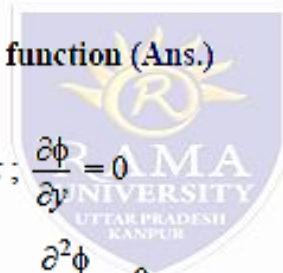 function (Ans.)
; ∂ϕ/∂y = 0
RAMA
UNIVERSITY
UTTAR PRADESH
KANPUR
∂²ϕ